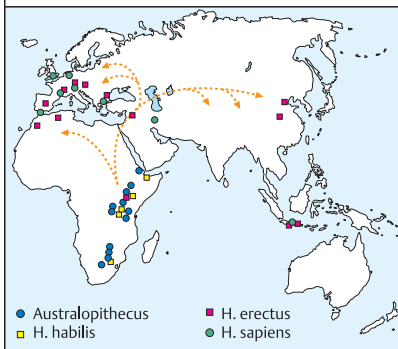 Australopithecus
H. habilis
H. erectus
H. sapiens